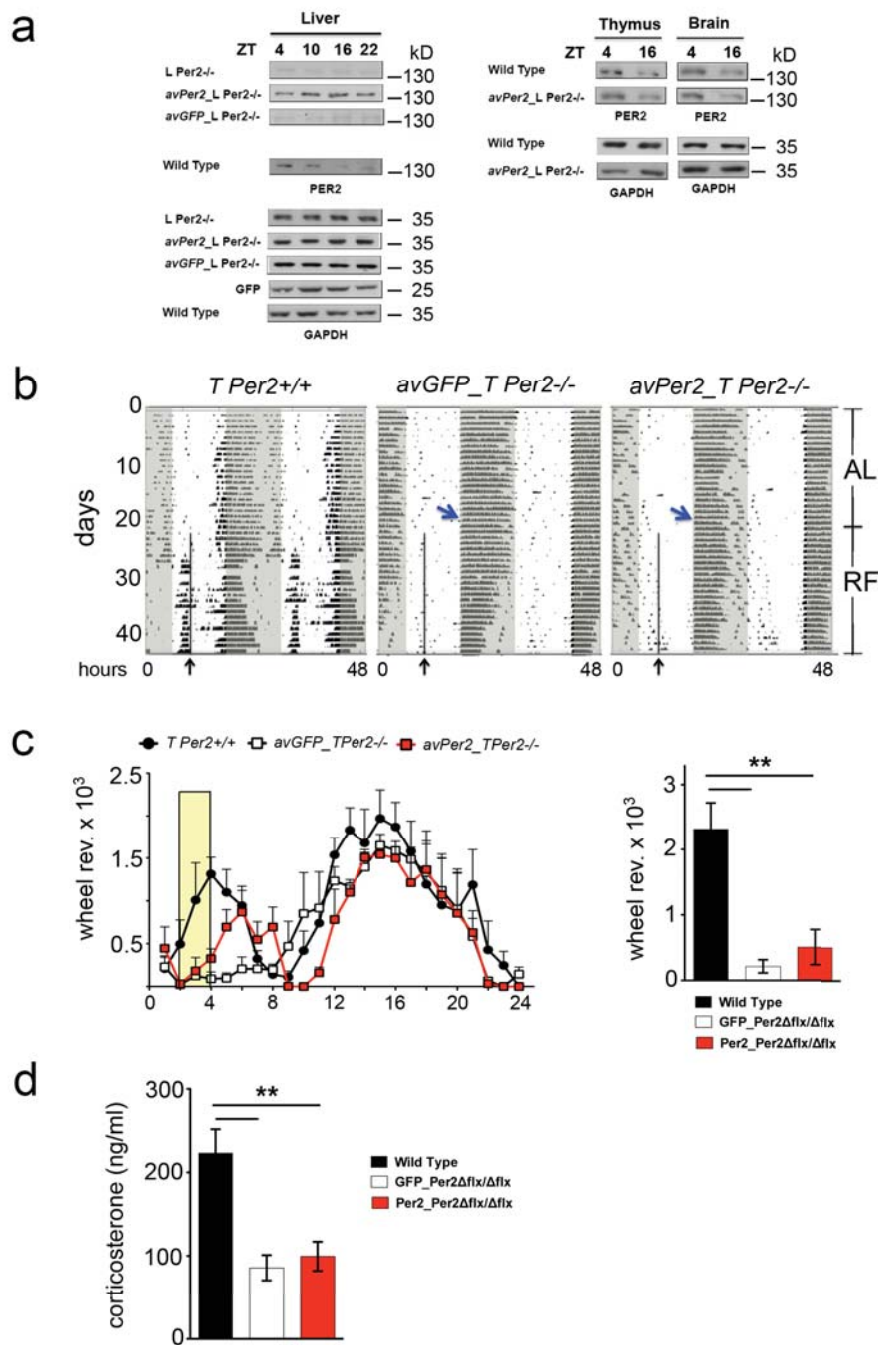 a
Liver
ZT 4 10 16 22 kD
L Per2-/- —130
avPer2_L Per2-/- —130
avGFP_L Per2-/- —130
Wild Type —130
PER2
L Per2-/- — 35
avPer2_L Per2-/- — 35
avGFP_L Per2-/- — 35
GFP — 25
Wild Type — 35
GAPDH
Thymus Brain
ZT 4 16 4 16 kD
Wild Type —130
avPer2_L Per2-/- —130
PER2 PER2
Wild Type — 35
avPer2_L Per2-/- — 35
GAPDH GAPDH
b
T Per2+/+ avGFP_T Per2-/- avPer2_T Per2-/-
0
10
20
30
40
days
AL
RF
hours 0 48 0 48 0 48
c
T Per2+/+ avGFP_TPer2-/- avPer2_TPer2-/-
wheel rev. x 10³
2.5
1.5
0.5
0 4 8 12 16 20 24
**
wheel rev. x 10³
3
2
1
0
Wild Type
GFP_Per2Δflx/Δflx
Per2_Per2Δflx/Δflx
d
**
corticosterone (ng/ml)
300
200
100
0
Wild Type
GFP_Per2Δflx/Δflx
Per2_Per2Δflx/Δflx